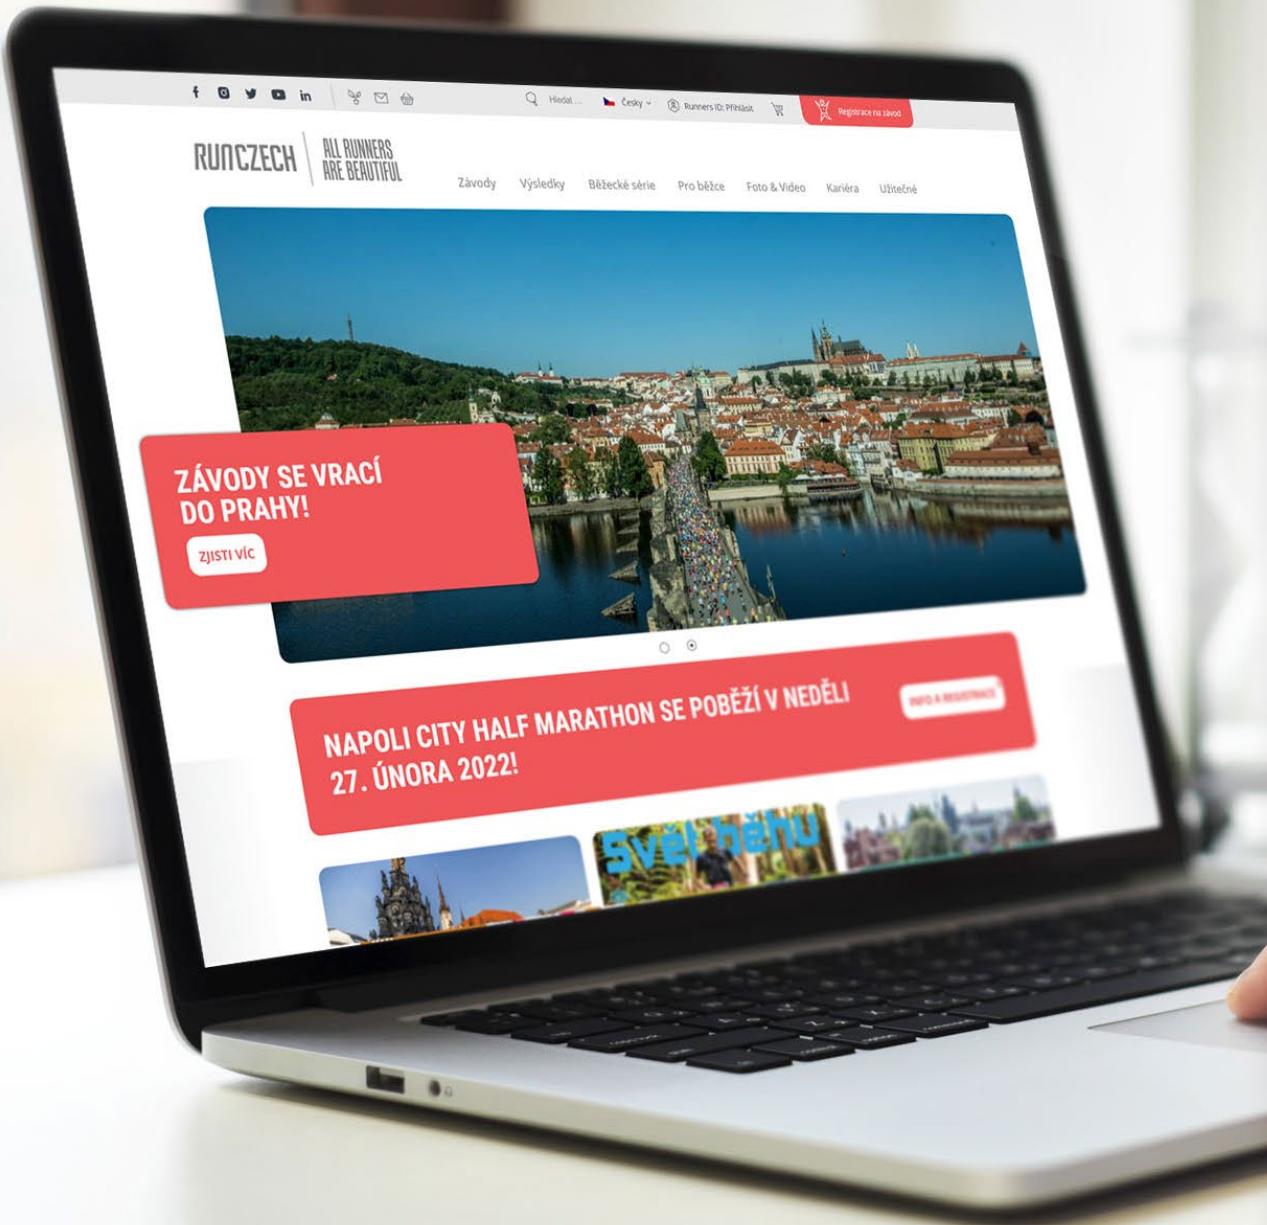 Hledat ...
Česky
Runners ID: Přihlásit
Registrace na závod
RUNCZECH
ALL RUNNERS
ARE BEAUTIFUL
Závody
Výsledky
Běžecké série
Pro běžce
Foto & Video
Kariéra
Užitečné
ZÁVODY SE VRACÍ
DO PRAHY!
ZJISTI VÍC
NAPOLI CITY HALF MARATHON SE POBĚŽÍ V NEDĚLI
27. ÚNORA 2022!
INFO A REGISTRACE
Svět běhu